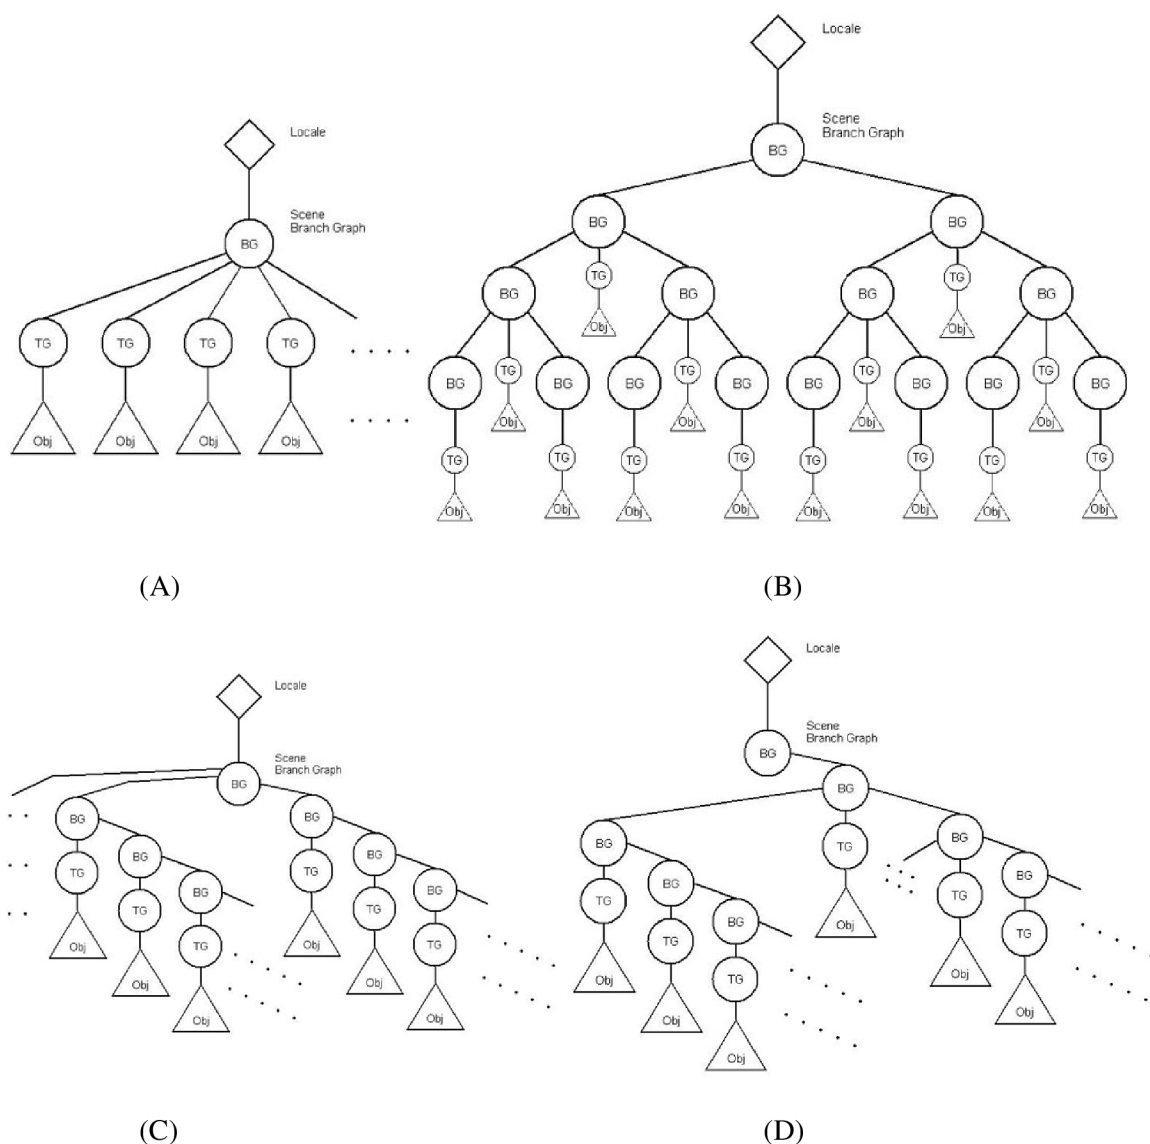 Locale
Scene
Branch Graph
BG
TG TG TG TG
. . . .
Obj Obj Obj Obj
. . . .
(A)
Locale
Scene
Branch Graph
BG
BG BG
TG TG
BG BG BG BG
Obj Obj
TG TG TG TG
BG BG BG BG BG BG BG BG
Obj Obj Obj Obj
TG TG TG TG TG TG TG TG
Obj Obj Obj Obj Obj Obj Obj Obj
(B)
Locale
Scene
Branch Graph
BG
BG BG
BG BG
TG TG
BG BG
TG TG
Obj Obj
TG TG
Obj Obj
Obj Obj
(C)
Locale
Scene
Branch Graph
BG
BG
BG TG BG
BG BG
TG Obj TG
BG
TG TG
Obj Obj
TG
Obj Obj
Obj
(D)